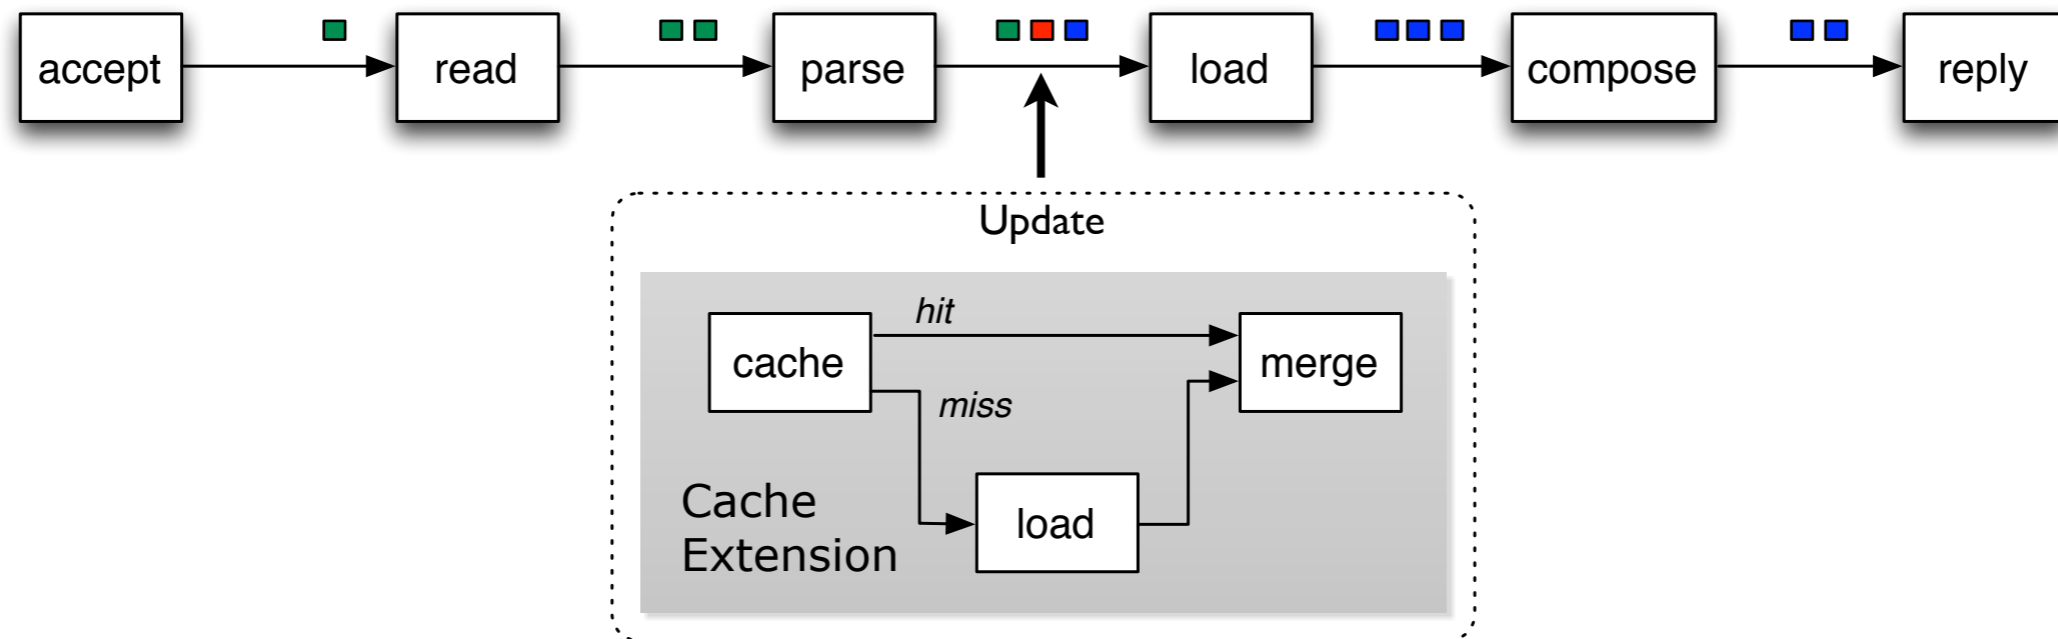 accept
read
parse
load
compose
reply
Update
hit
cache
merge
miss
Cache
Extension
load